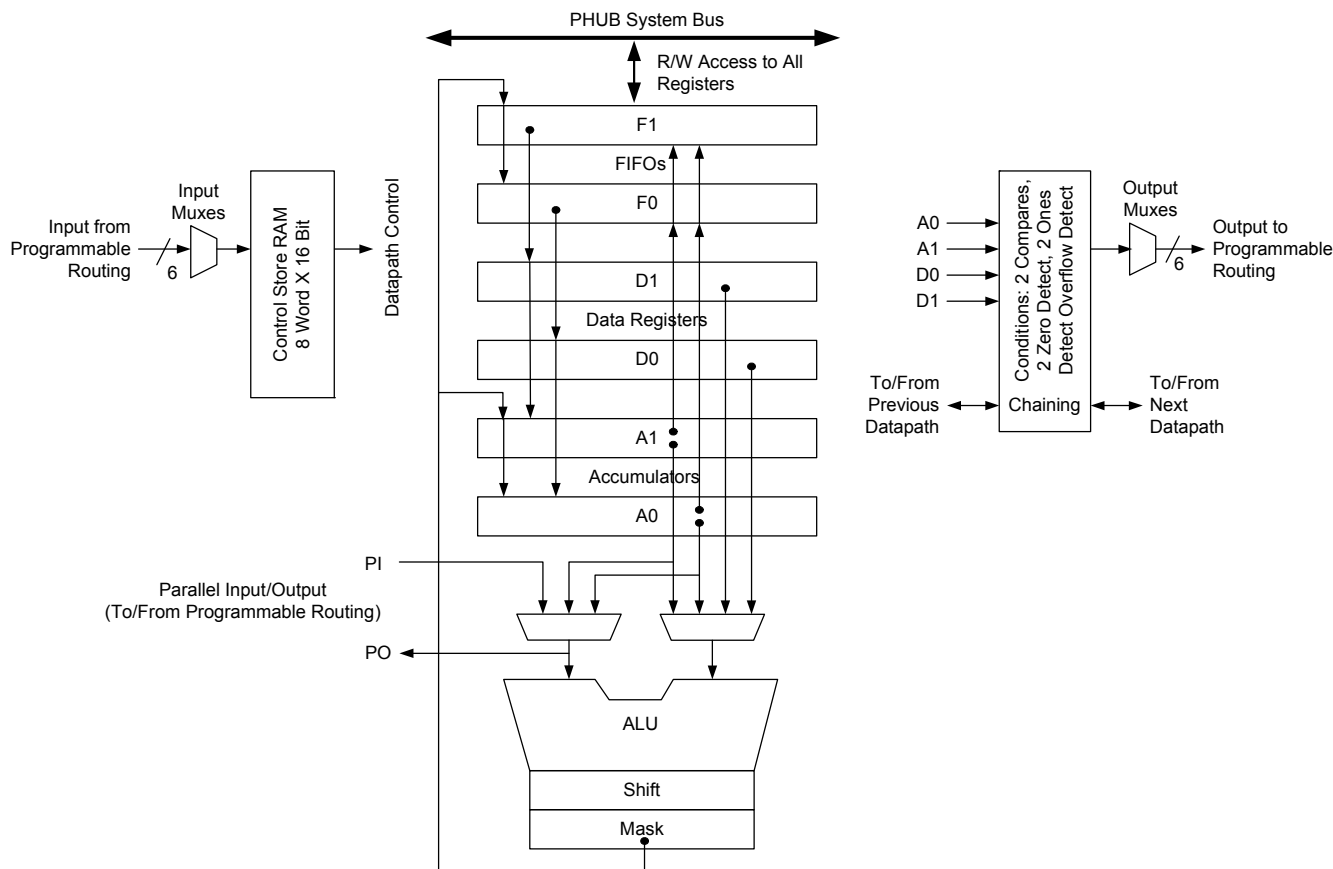 PHUB System Bus
R/W Access to All
Registers
F1
FIFOs
F0
D1
Data Registers
D0
A1
Accumulators
A0
Input from
Programmable
Routing
6
Input
Muxes
Control Store RAM
8 Word X 16 Bit
Datapath Control
A0
A1
D0
D1
Conditions: 2 Compares,
2 Zero Detect, 2 Ones
Detect Overflow Detect
Output
Muxes
6
Output to
Programmable
Routing
To/From
Previous
Datapath
Chaining
To/From
Next
Datapath
PI
Parallel Input/Output
(To/From Programmable Routing)
PO
ALU
Shift
Mask